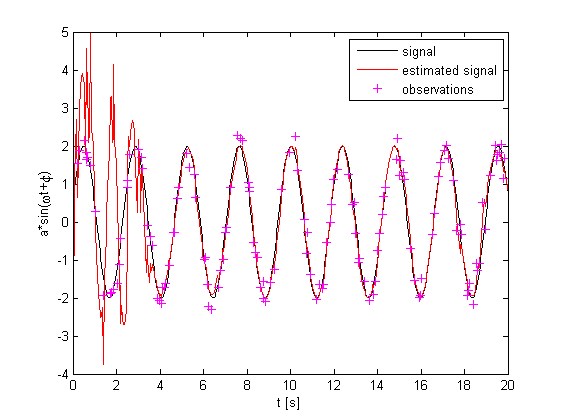 5
4
3
2
1
0
-1
-2
-3
-4
a*sin(ωt+ϕ)
signal
estimated signal
observations
0 2 4 6 8 10 12 14 16 18 20
t [s]